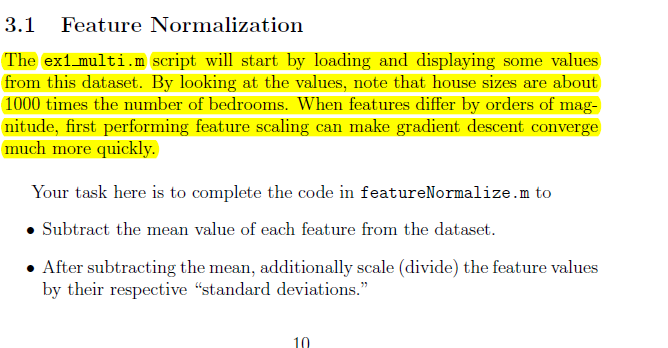 3.1 Feature Normalization
The ex1_multi.m script will start by loading and displaying some values
from this dataset. By looking at the values, note that house sizes are about
1000 times the number of bedrooms. When features differ by orders of mag-
nitude, first performing feature scaling can make gradient descent converge
much more quickly.
Your task here is to complete the code in featureNormalize.m to
• Subtract the mean value of each feature from the dataset.
• After subtracting the mean, additionally scale (divide) the feature values
by their respective “standard deviations.”
10